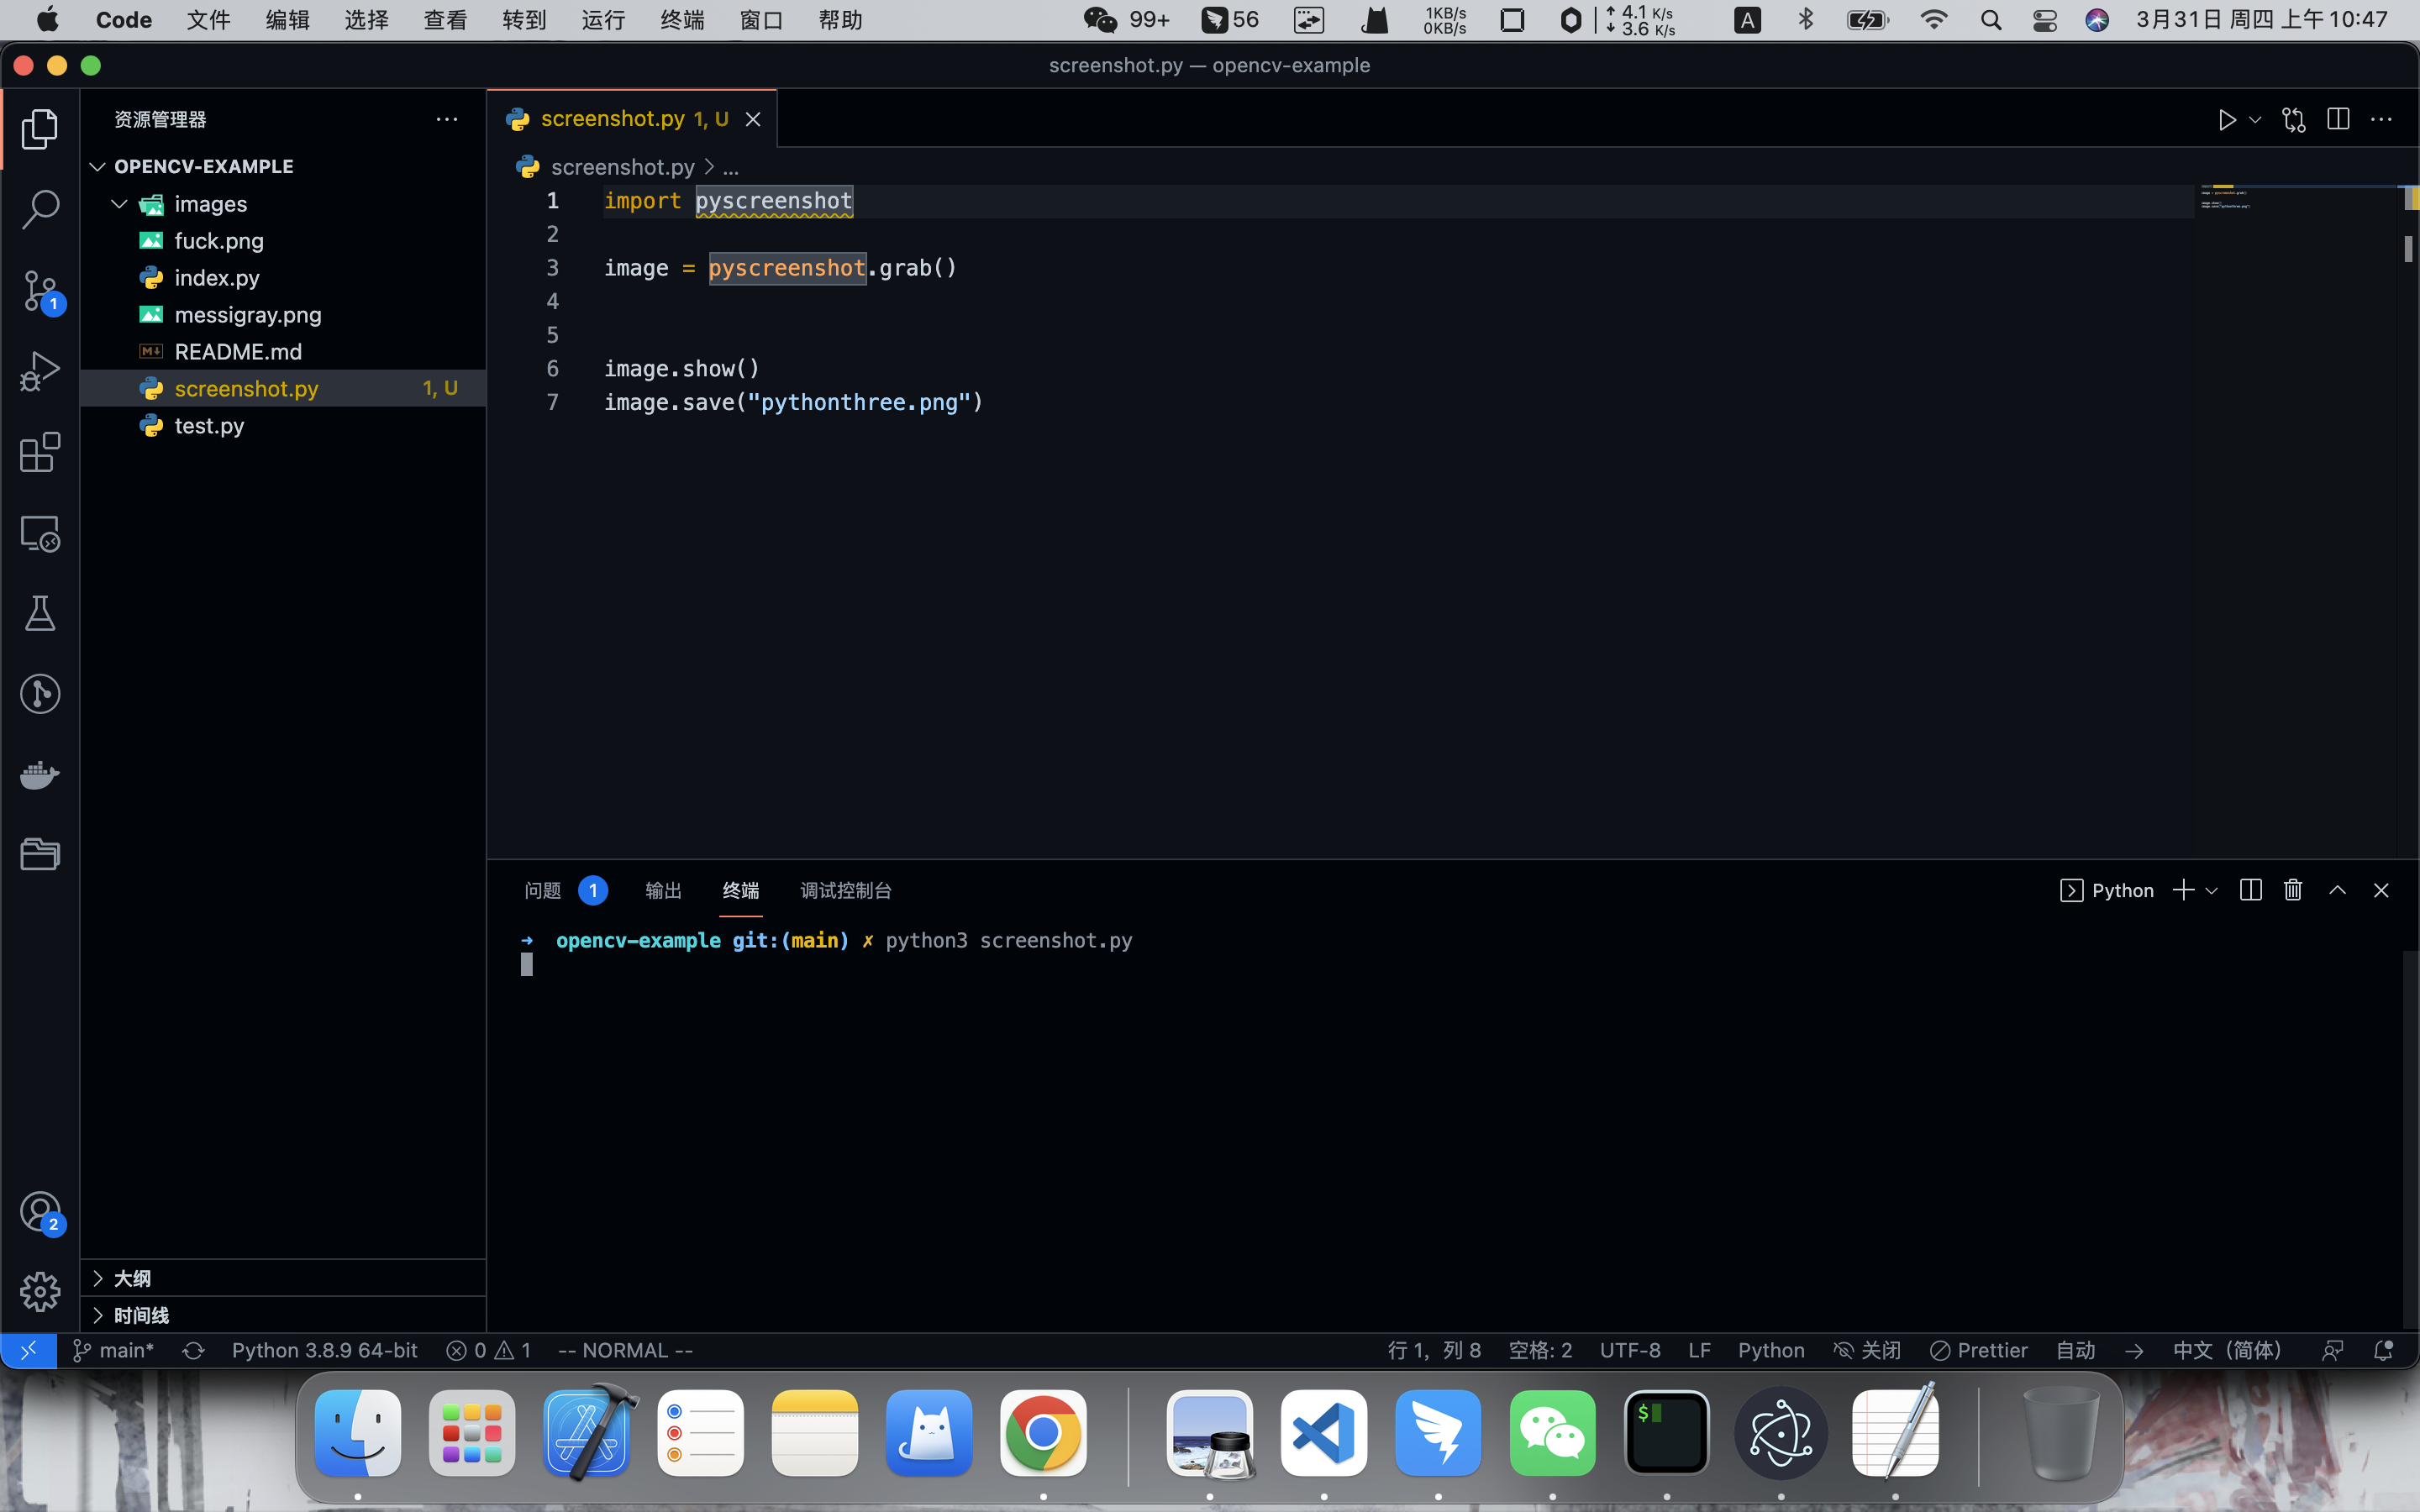 Code 文件 编辑 选择 查看 转到 运行 终端 窗口 帮助 99+ 56 1KB/s 0KB/s 4.1 K/s 3.6 K/s A 3月31日 周四 上午10:47
screenshot.py — opencv-example
资源管理器
OPENCV-EXAMPLE
images
fuck.png
index.py
messigray.png
README.md
screenshot.py 1, U
test.py
大纲
时间线
1
2
screenshot.py 1, U
screenshot.py > ...
1 import pyscreenshot
2
3 image = pyscreenshot.grab()
4
5
6 image.show()
7 image.save("pythonthree.png")
问题 1 输出 终端 调试控制台 Python
➜ opencv-example git:(main) ✗ python3 screenshot.py
main* Python 3.8.9 64-bit 0 1 -- NORMAL -- 行 1，列 8 空格: 2 UTF-8 LF Python 关闭 Prettier 自动 中文（简体）
$